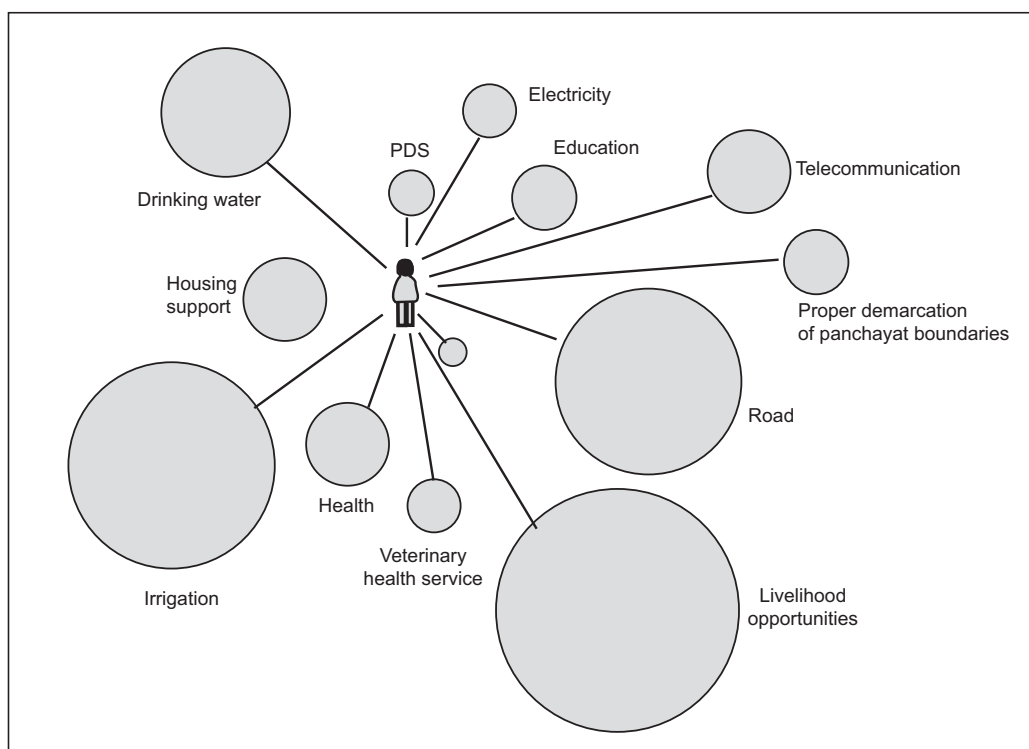 Electricity
PDS
Education
Telecommunication
Drinking water
Housing
support
Proper demarcation
of panchayat boundaries
Road
Health
Veterinary
health service
Irrigation
Livelihood
opportunities